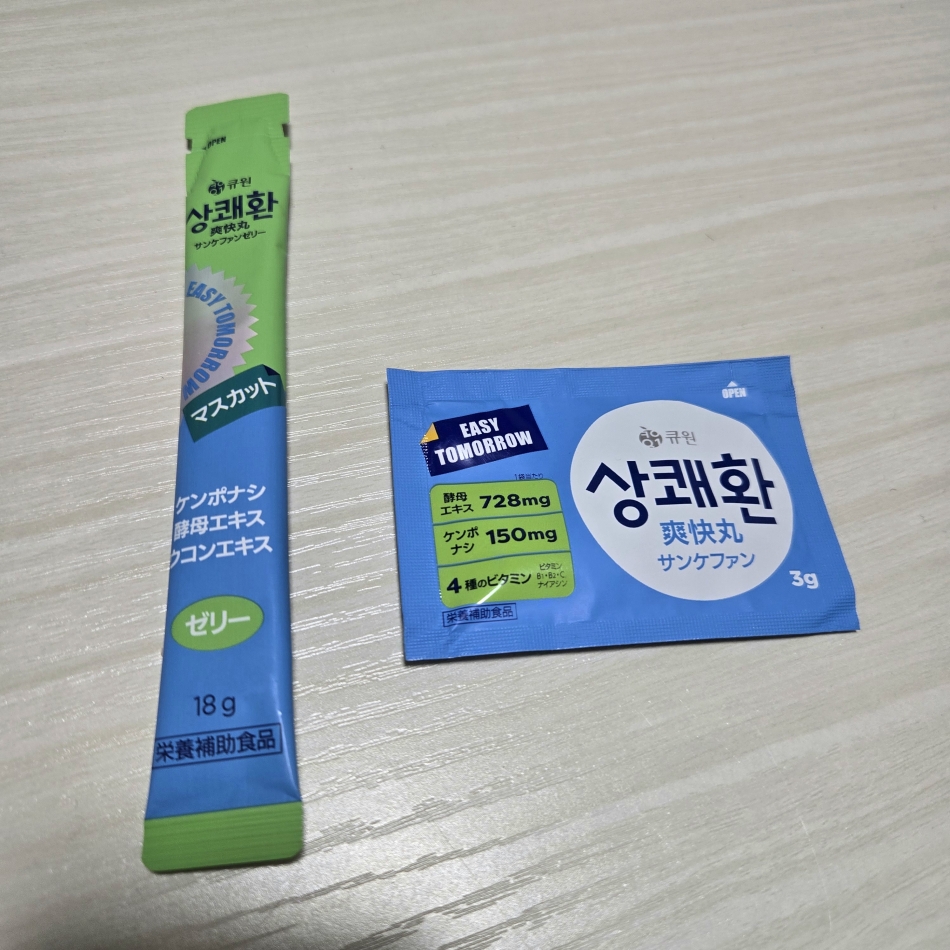 OPEN
큐원
상쾌환
爽快丸
サンケファンゼリー
EASY TOMORROW
マスカット
ケンポナシ
酵母エキス
ウコンエキス
ゼリー
18g
栄養補助食品
OPEN
EASY
TOMORROW
1袋当たり
酵母
エキス 728mg
ケンポ
ナシ 150mg
4種のビタミン
ビタミン
B1・B2・C
ナイアシン
栄養補助食品
큐원
상쾌환
爽快丸
サンケファン
3g